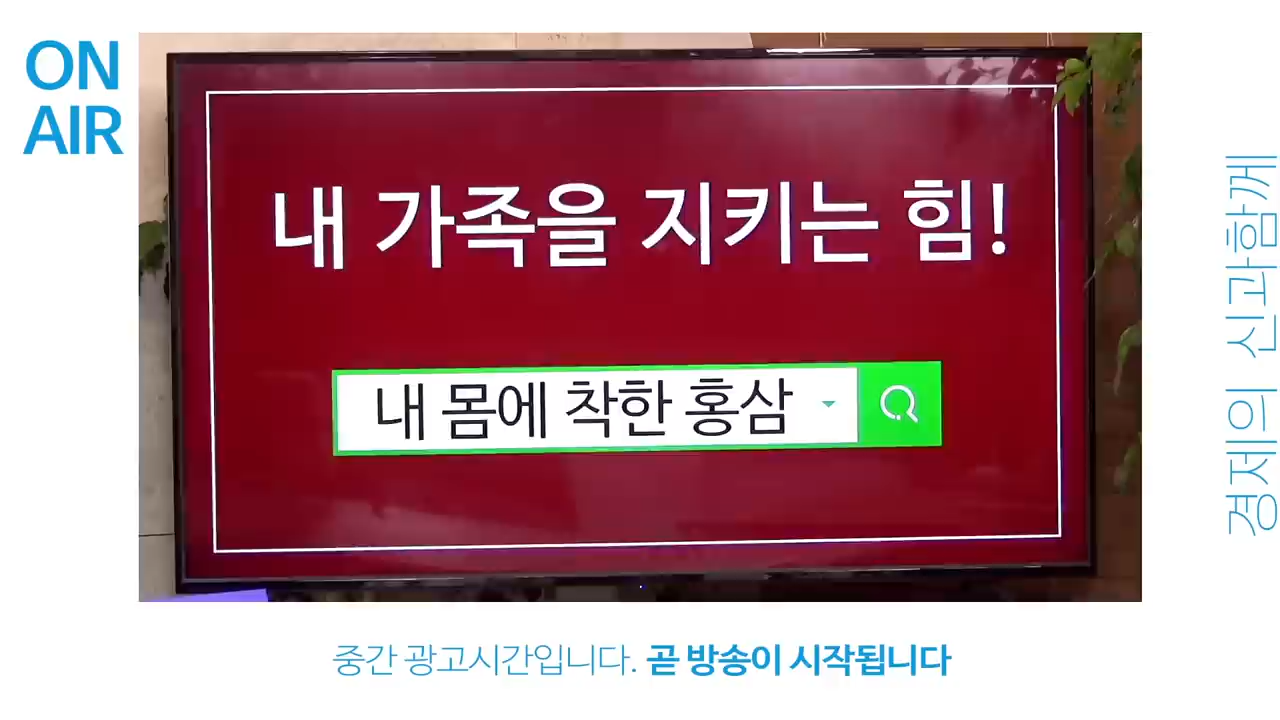 ON
AIR
내 가족을 지키는 힘!
내 몸에 착한 홍삼
경제의 신과함께
중간 광고시간입니다. 곧 방송이 시작됩니다